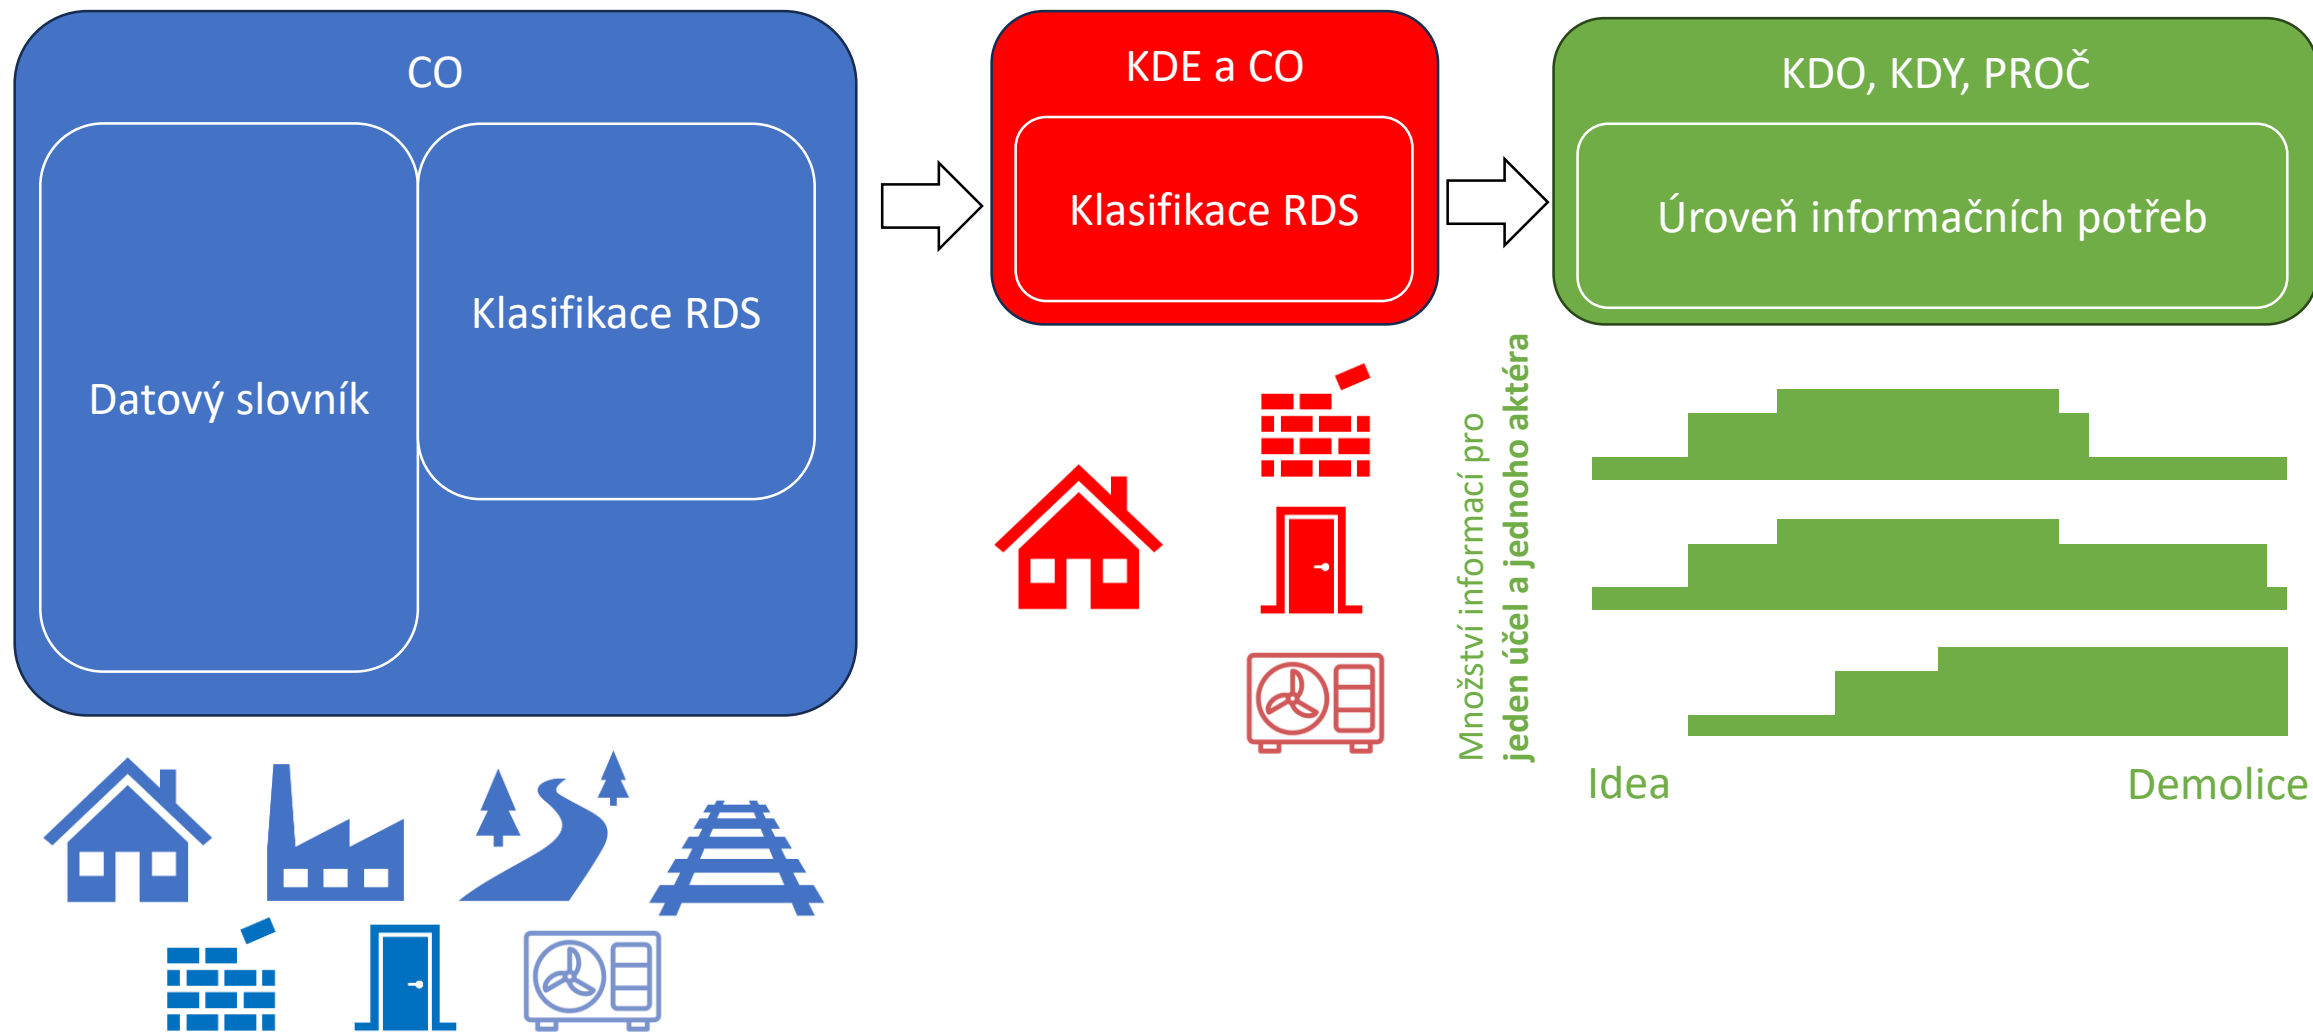 CO
Datový slovník
Klasifikace RDS
KDE a CO
Klasifikace RDS
KDO, KDY, PROČ
Úroveň informačních potřeb
Množství informací pro
jeden účel a jednoho aktéra
Idea
Demolice